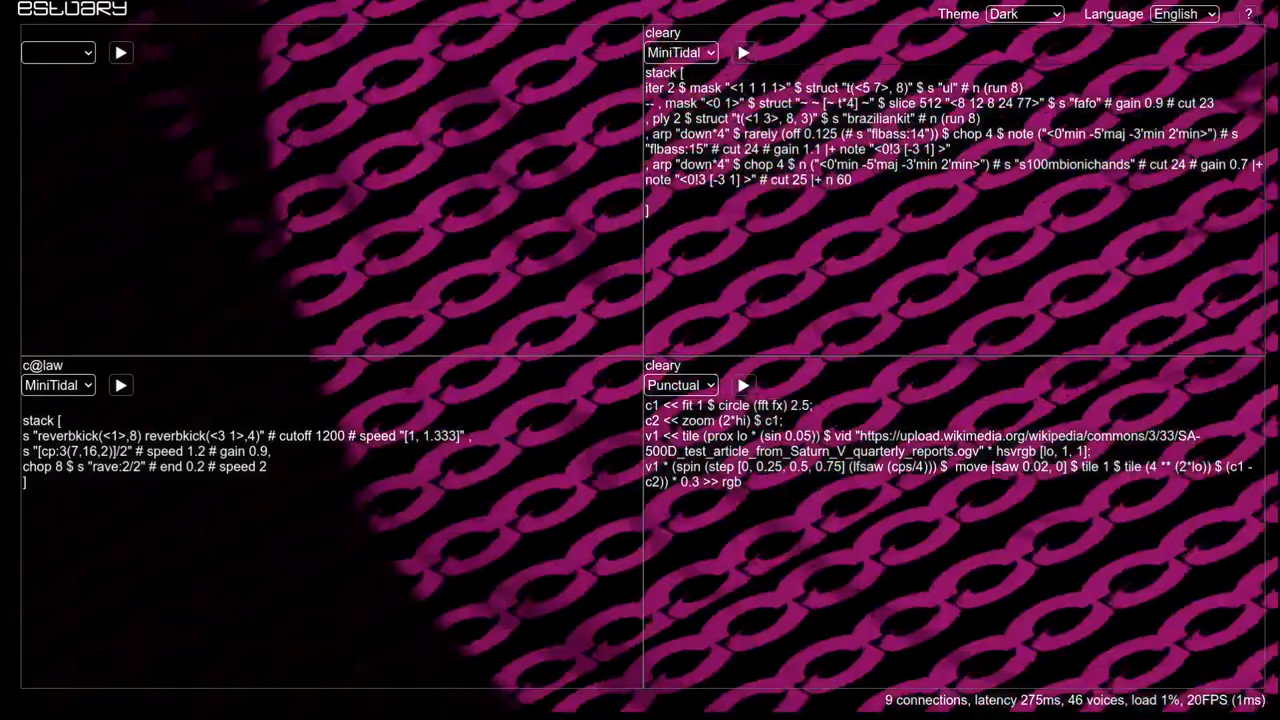 estuary
Theme Dark Language English ?
cleary
MiniTidal
stack [
iter 2 $ mask "<1 1 1 1>" $ struct "t(<5 7>, 8)" $ s "ul" # n (run 8)
-- , mask "<0 1>" $ struct "~ ~ [~ t*4] ~" $ slice 512 "<8 12 8 24 77>" $ s "fafo" # gain 0.9 # cut 23
, ply 2 $ struct "t(<1 3>, 8, 3)" $ s "braziliankit" # n (run 8)
, arp "down*4" $ rarely (off 0.125 (# s "flbass:14")) $ chop 4 $ note ("<0'min -5'maj -3'min 2'min>") # s
"flbass:15" # cut 24 # gain 1.1 |+ note "<0!3 [-3 1] >"
, arp "down*4" $ chop 4 $ n ("<0'min -5'maj -3'min 2'min>") # s "s100mbionichands" # cut 24 # gain 0.7 |+
note "<0!3 [-3 1] >" # cut 25 |+ n 60
]
c@law
MiniTidal
stack [
s "reverbkick(<1>,8) reverbkick(<3 1>,4)" # cutoff 1200 # speed "[1, 1.333]" ,
s "[cp:3(7,16,2)]/2" # speed 1.2 # gain 0.9,
chop 8 $ s "rave:2/2" # end 0.2 # speed 2
]
cleary
Punctual
c1 << fit 1 $ circle (fft fx) 2.5;
c2 << zoom (2*hi) $ c1;
v1 << tile (prox lo * (sin 0.05)) $ vid "https://upload.wikimedia.org/wikipedia/commons/3/33/SA-
500D_test_article_from_Saturn_V_quarterly_reports.ogv" * hsvrgb [lo, 1, 1];
v1 * (spin (step [0, 0.25, 0.5, 0.75] (lfsaw (cps/4))) $  move [saw 0.02, 0] $ tile 1 $ tile (4 ** (2*lo)) $ (c1 -
c2)) * 0.3 >> rgb
9 connections, latency 275ms, 46 voices, load 1%, 20FPS (1ms)